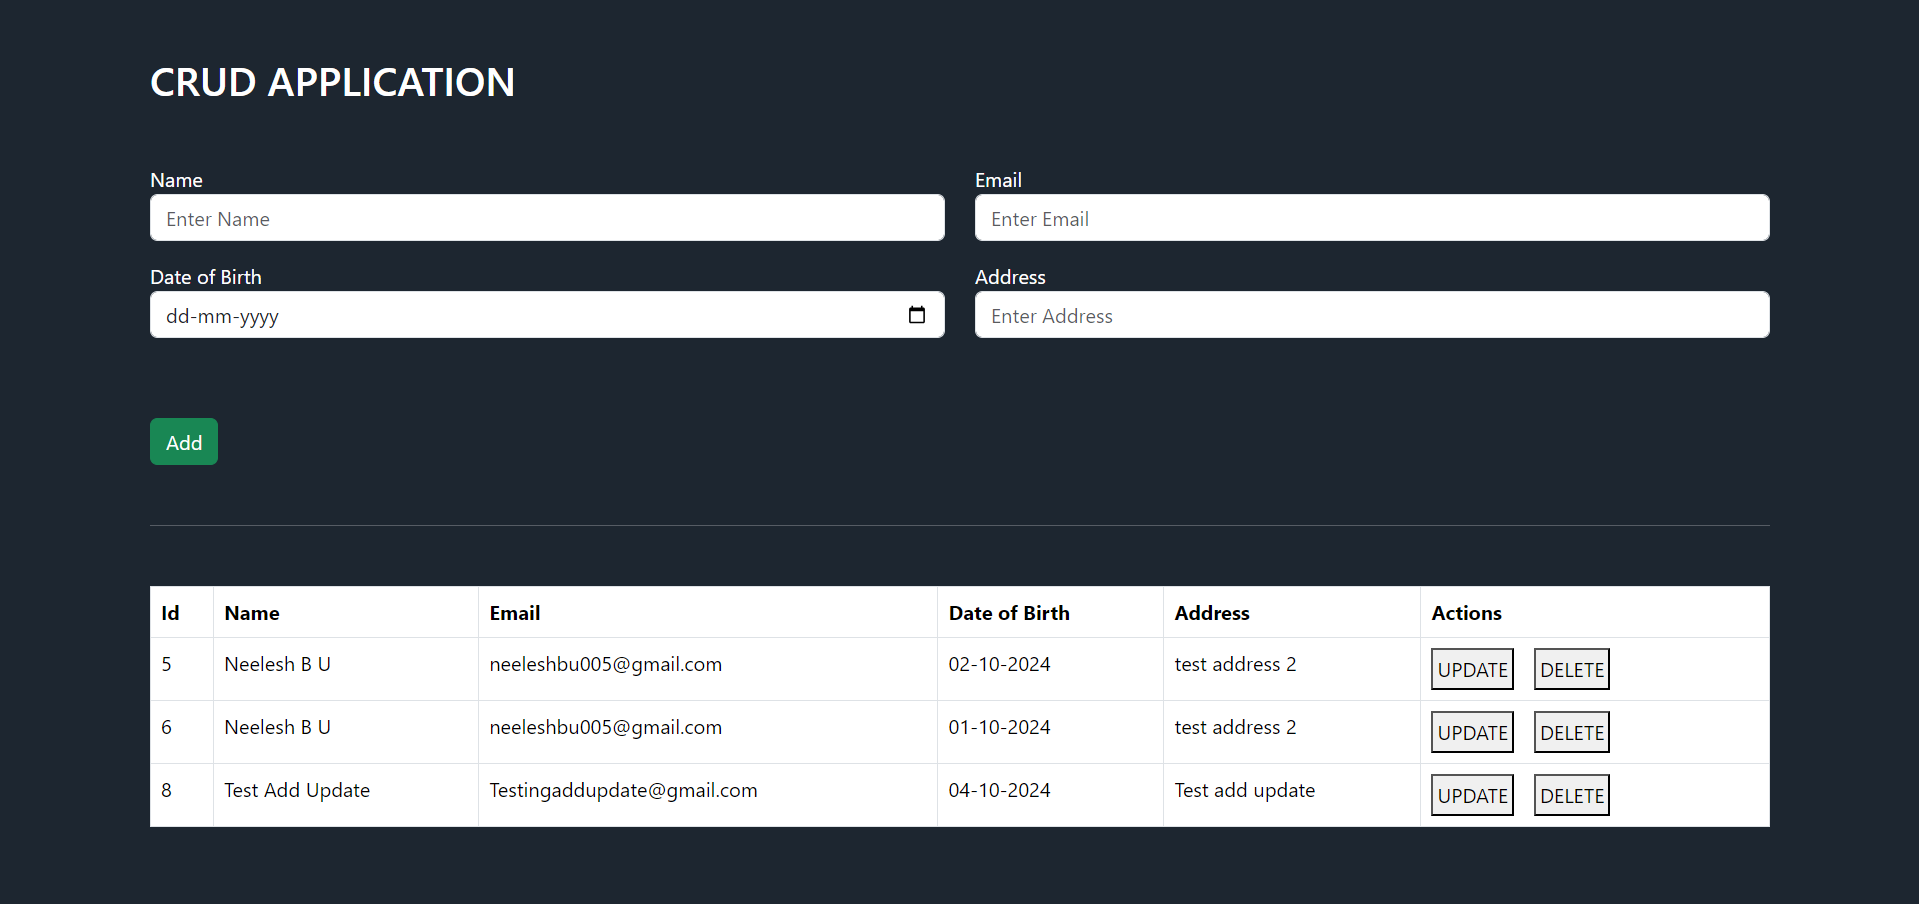 CRUD APPLICATION
Name Email
Enter Name Enter Email
Date of Birth Address
dd-mm-yyyy Enter Address
Add
Id Name Email Date of Birth Address Actions
5 Neelesh B U neeleshbu005@gmail.com 02-10-2024 test address 2 UPDATE DELETE
6 Neelesh B U neeleshbu005@gmail.com 01-10-2024 test address 2 UPDATE DELETE
8 Test Add Update Testingaddupdate@gmail.com 04-10-2024 Test add update UPDATE DELETE